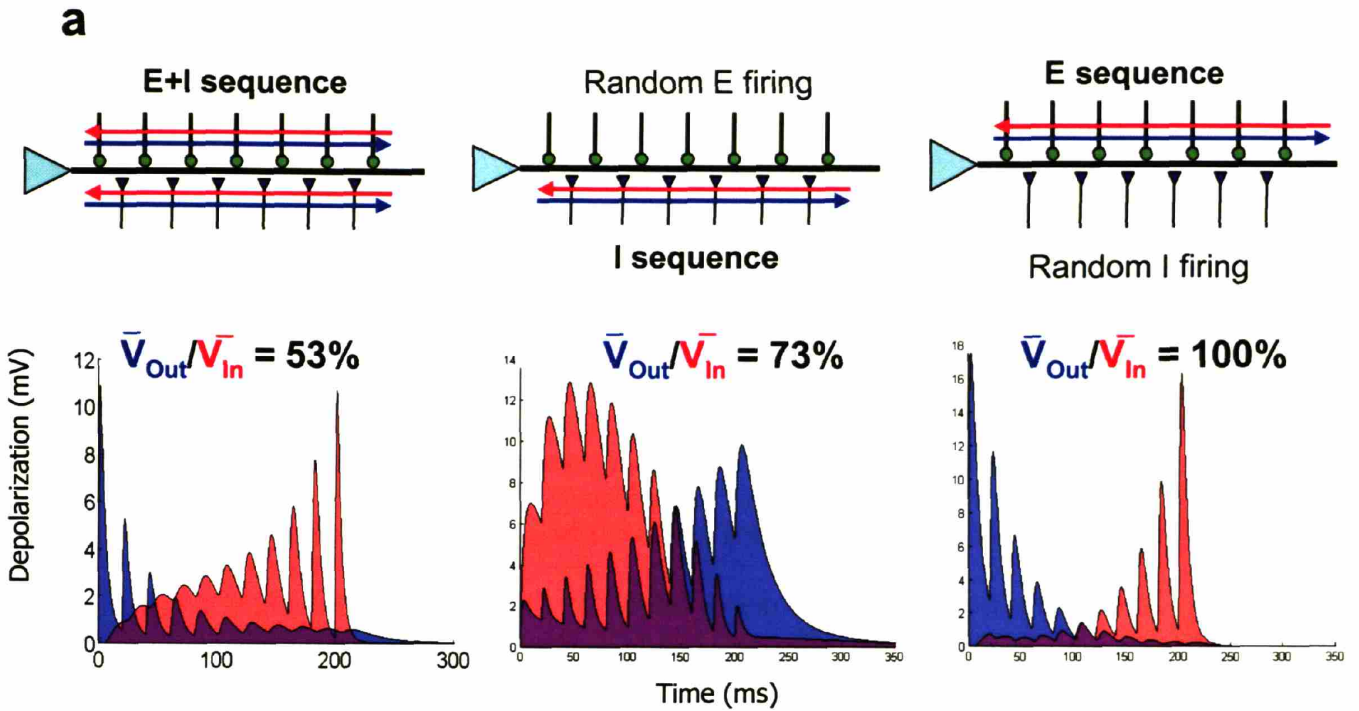 a
E+I sequence
Random E firing
I sequence
E sequence
Random I firing
V̄Out/V̄In = 53%
V̄Out/V̄In = 73%
V̄Out/V̄In = 100%
Depolarization (mV)
12
10
8
6
4
2
0
0 100 200 300
14
12
10
8
6
4
2
0
0 50 100 150 200 250 300 350
18
16
14
12
10
8
6
4
2
0
0 50 100 150 200 250 300 350
Time (ms)